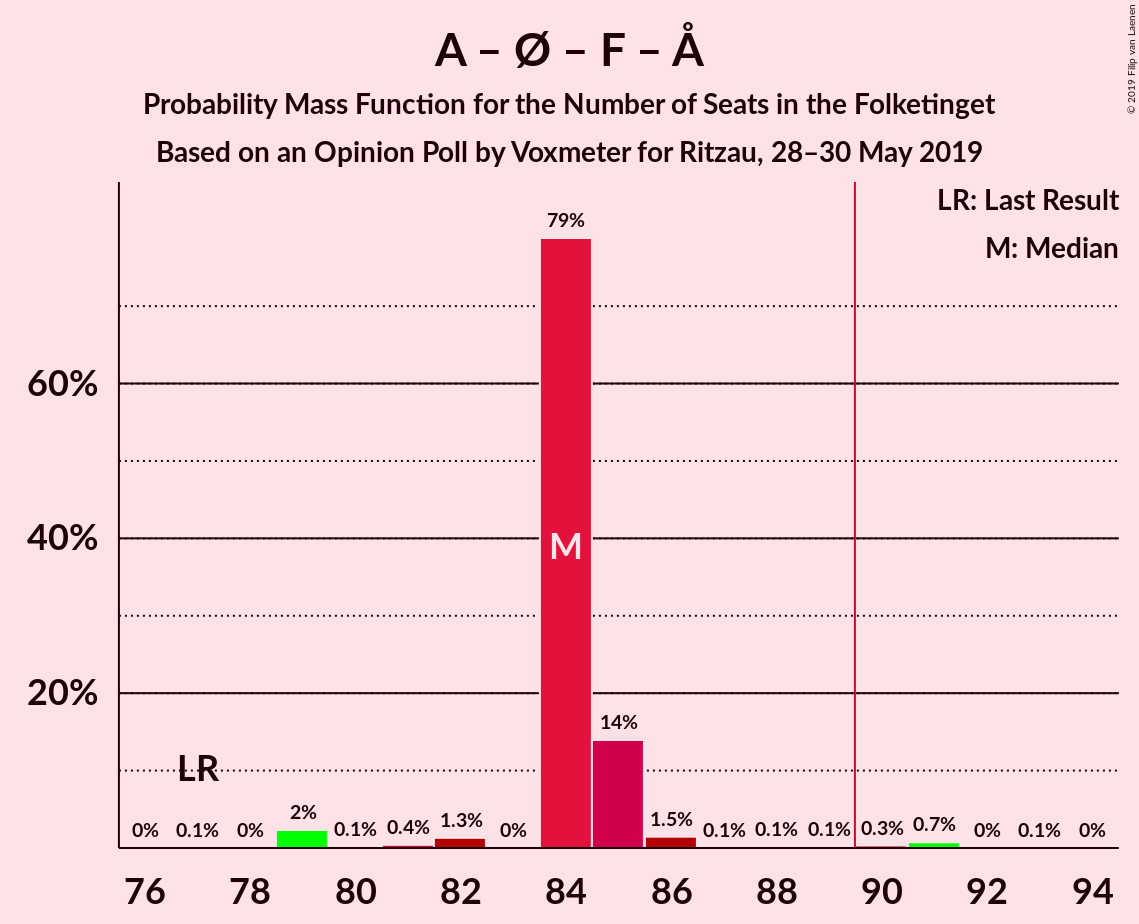 A – Ø – F – Å
Probability Mass Function for the Number of Seats in the Folketinget
Based on an Opinion Poll by Voxmeter for Ritzau, 28–30 May 2019
© 2019 Filip van Laenen
LR: Last Result
M: Median
79%
60%
M
40%
20%
14%
LR
0% 0.1% 0% 2% 0.1% 0.4% 1.3% 0% 1.5% 0.1% 0.1% 0.1% 0.3% 0.7% 0% 0.1% 0%
76 78 80 82 84 86 88 90 92 94